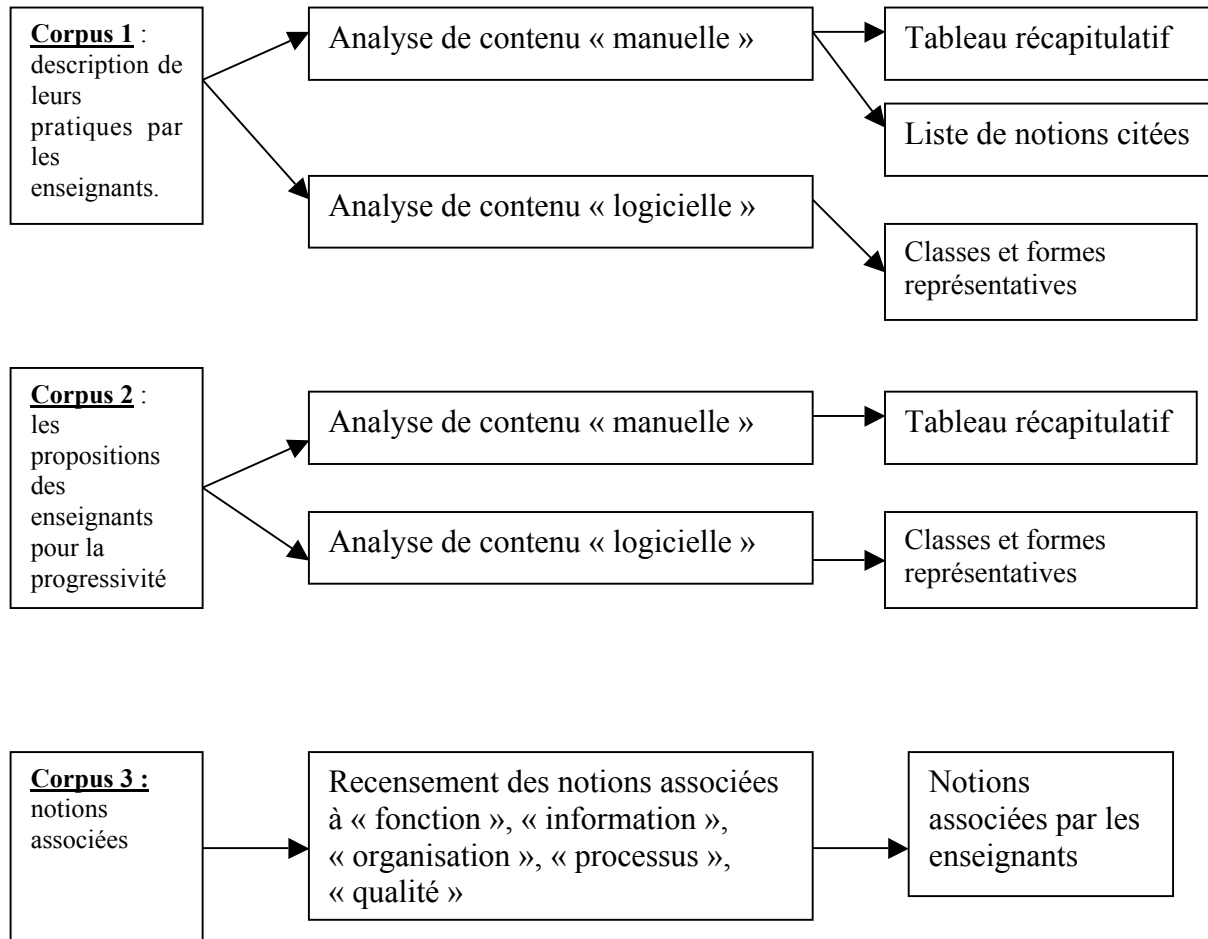 Corpus 1 :
description de
leurs
pratiques par
les
enseignants.
Analyse de contenu « manuelle »
Tableau récapitulatif
Liste de notions citées
Analyse de contenu « logicielle »
Classes et formes
représentatives
Corpus 2 :
les
propositions
des
enseignants
pour la
progressivité
Analyse de contenu « manuelle »
Tableau récapitulatif
Analyse de contenu « logicielle »
Classes et formes
représentatives
Corpus 3 :
notions
associées
Recensement des notions associées
à « fonction », « information »,
« organisation », « processus »,
« qualité »
Notions
associées par les
enseignants